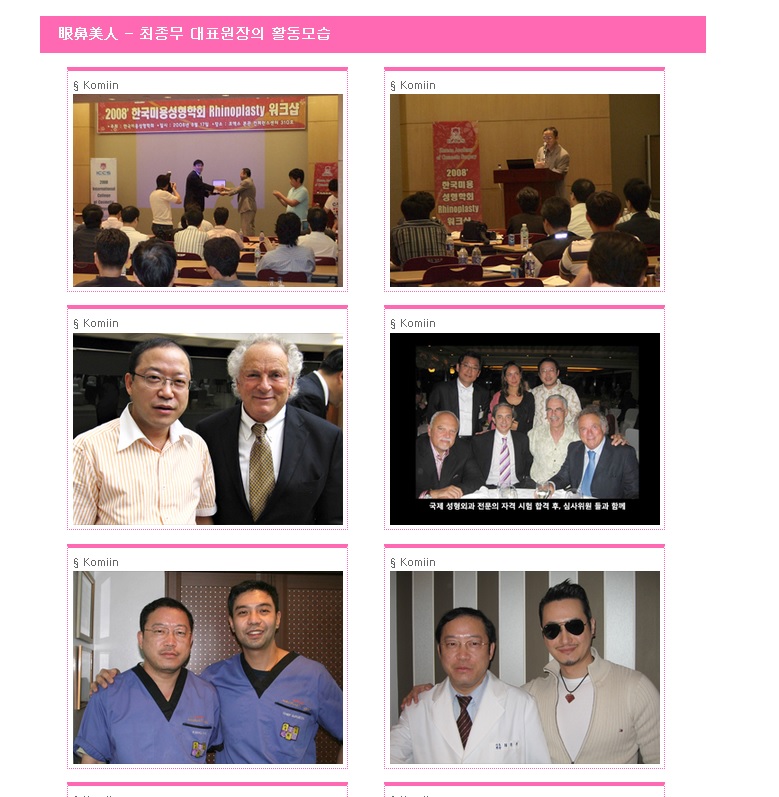 眼鼻美人 - 최종무 대표원장의 활동모습
§ Komiin
§ Komiin
2008' 한국미용성형학회 Rhinoplasty 워크샵
2008'
한국미용
성형학회
Rhinoplasty
워크샵
§ Komiin
§ Komiin
국제 성형외과 전문의 자격 시험 합격 후, 심사위원 들과 함께
§ Komiin
§ Komiin